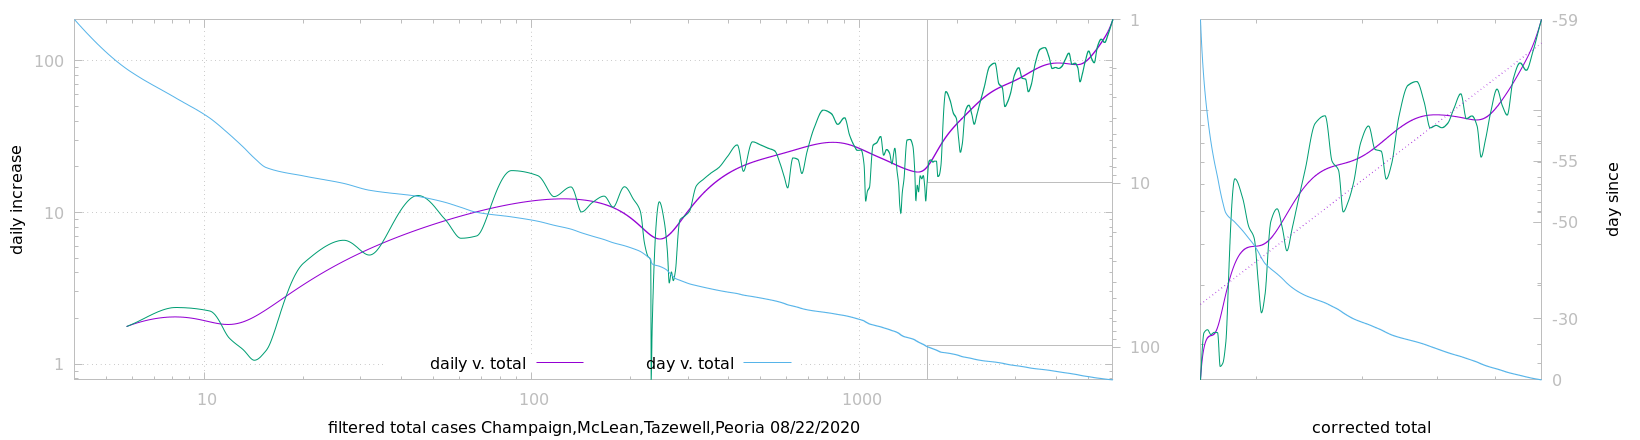 1
-59
100
daily increase
-55
day since
10
10
-50
-30
daily v. total
day v. total
1
100
0
10
100
1000
filtered total cases Champaign,McLean,Tazewell,Peoria 08/22/2020
corrected total